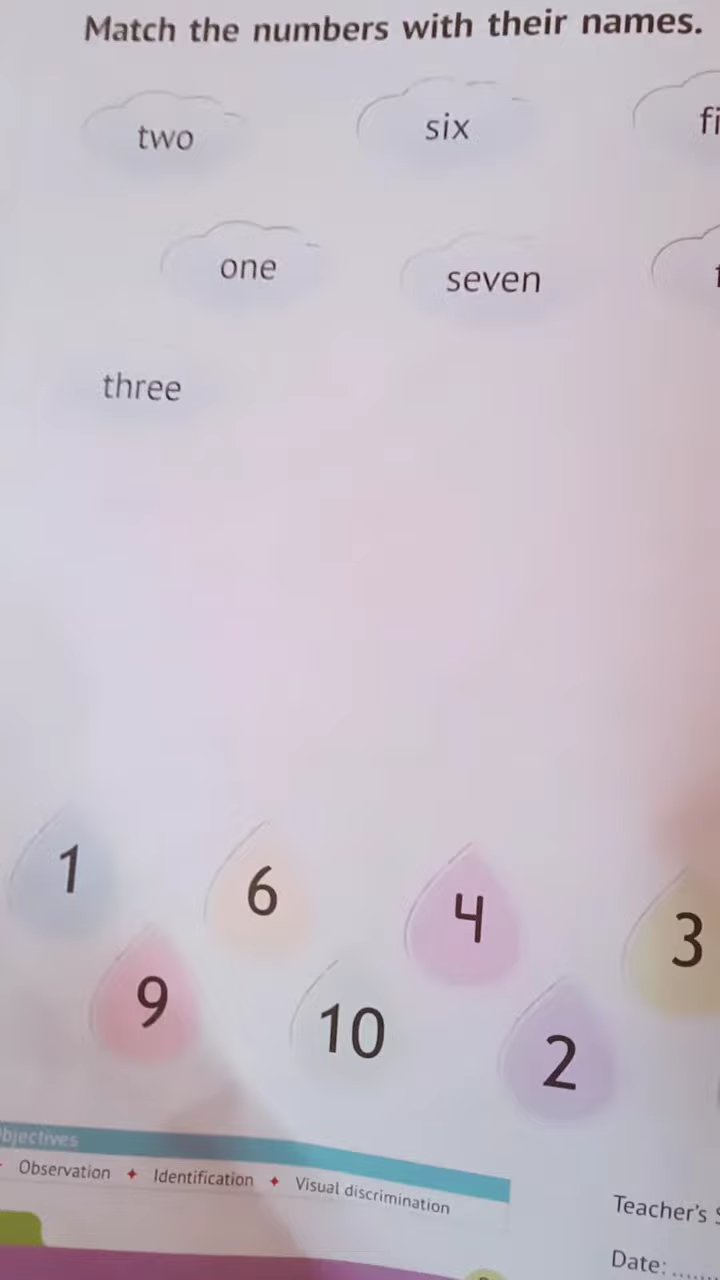 Match the numbers with their names.
two six
one seven
three
1 6 4 3
9 10 2
Observation ✦ Identification ✦ Visual discrimination
Teacher's
Date: